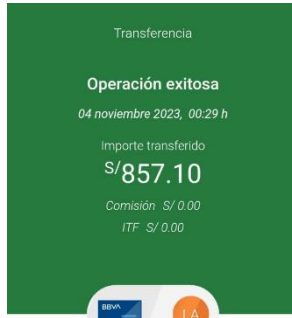 Transferencia
Operación exitosa
04 noviembre 2023, 00:29 h
Importe transferido
S/857.10
Comisión S/ 0.00
ITF S/ 0.00
BBVA
LA